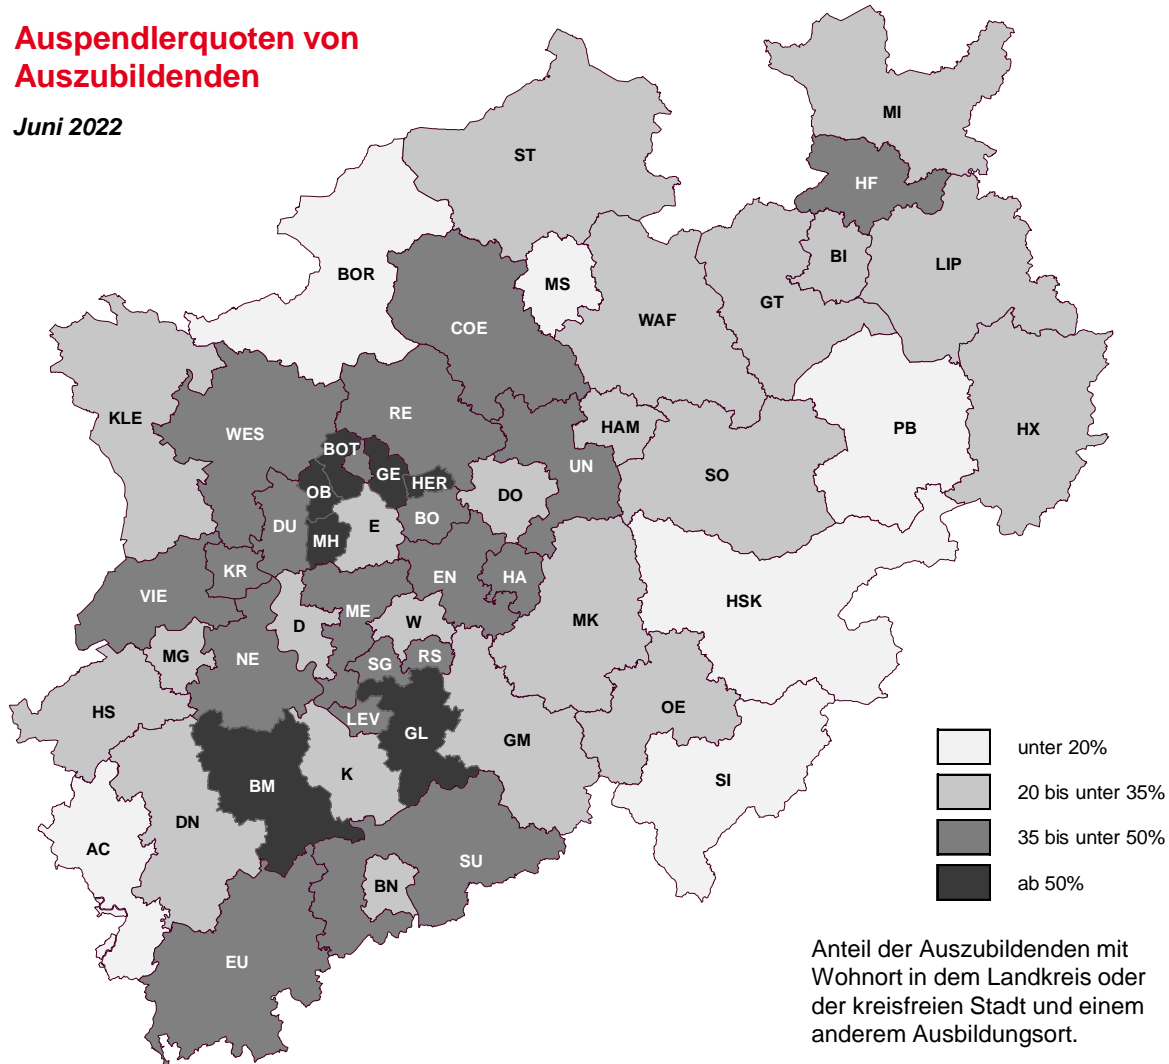 Auspendlerquoten von
Auszubildenden
Juni 2022
MI
ST
HF
BI
LIP
BOR
MS
GT
WAF
COE
KLE
WES
RE
HAM
PB
HX
BOT
UN
SO
GE
HER
OB
DO
DU
E
BO
MH
KR
EN
HA
VIE
ME
HSK
D
W
MK
MG
NE
SG
RS
HS
OE
LEV
GL
GM
K
BM
SI
DN
AC
SU
BN
EU
unter 20%
20 bis unter 35%
35 bis unter 50%
ab 50%
Anteil der Auszubildenden mit
Wohnort in dem Landkreis oder
der kreisfreien Stadt und einem
anderem Ausbildungsort.